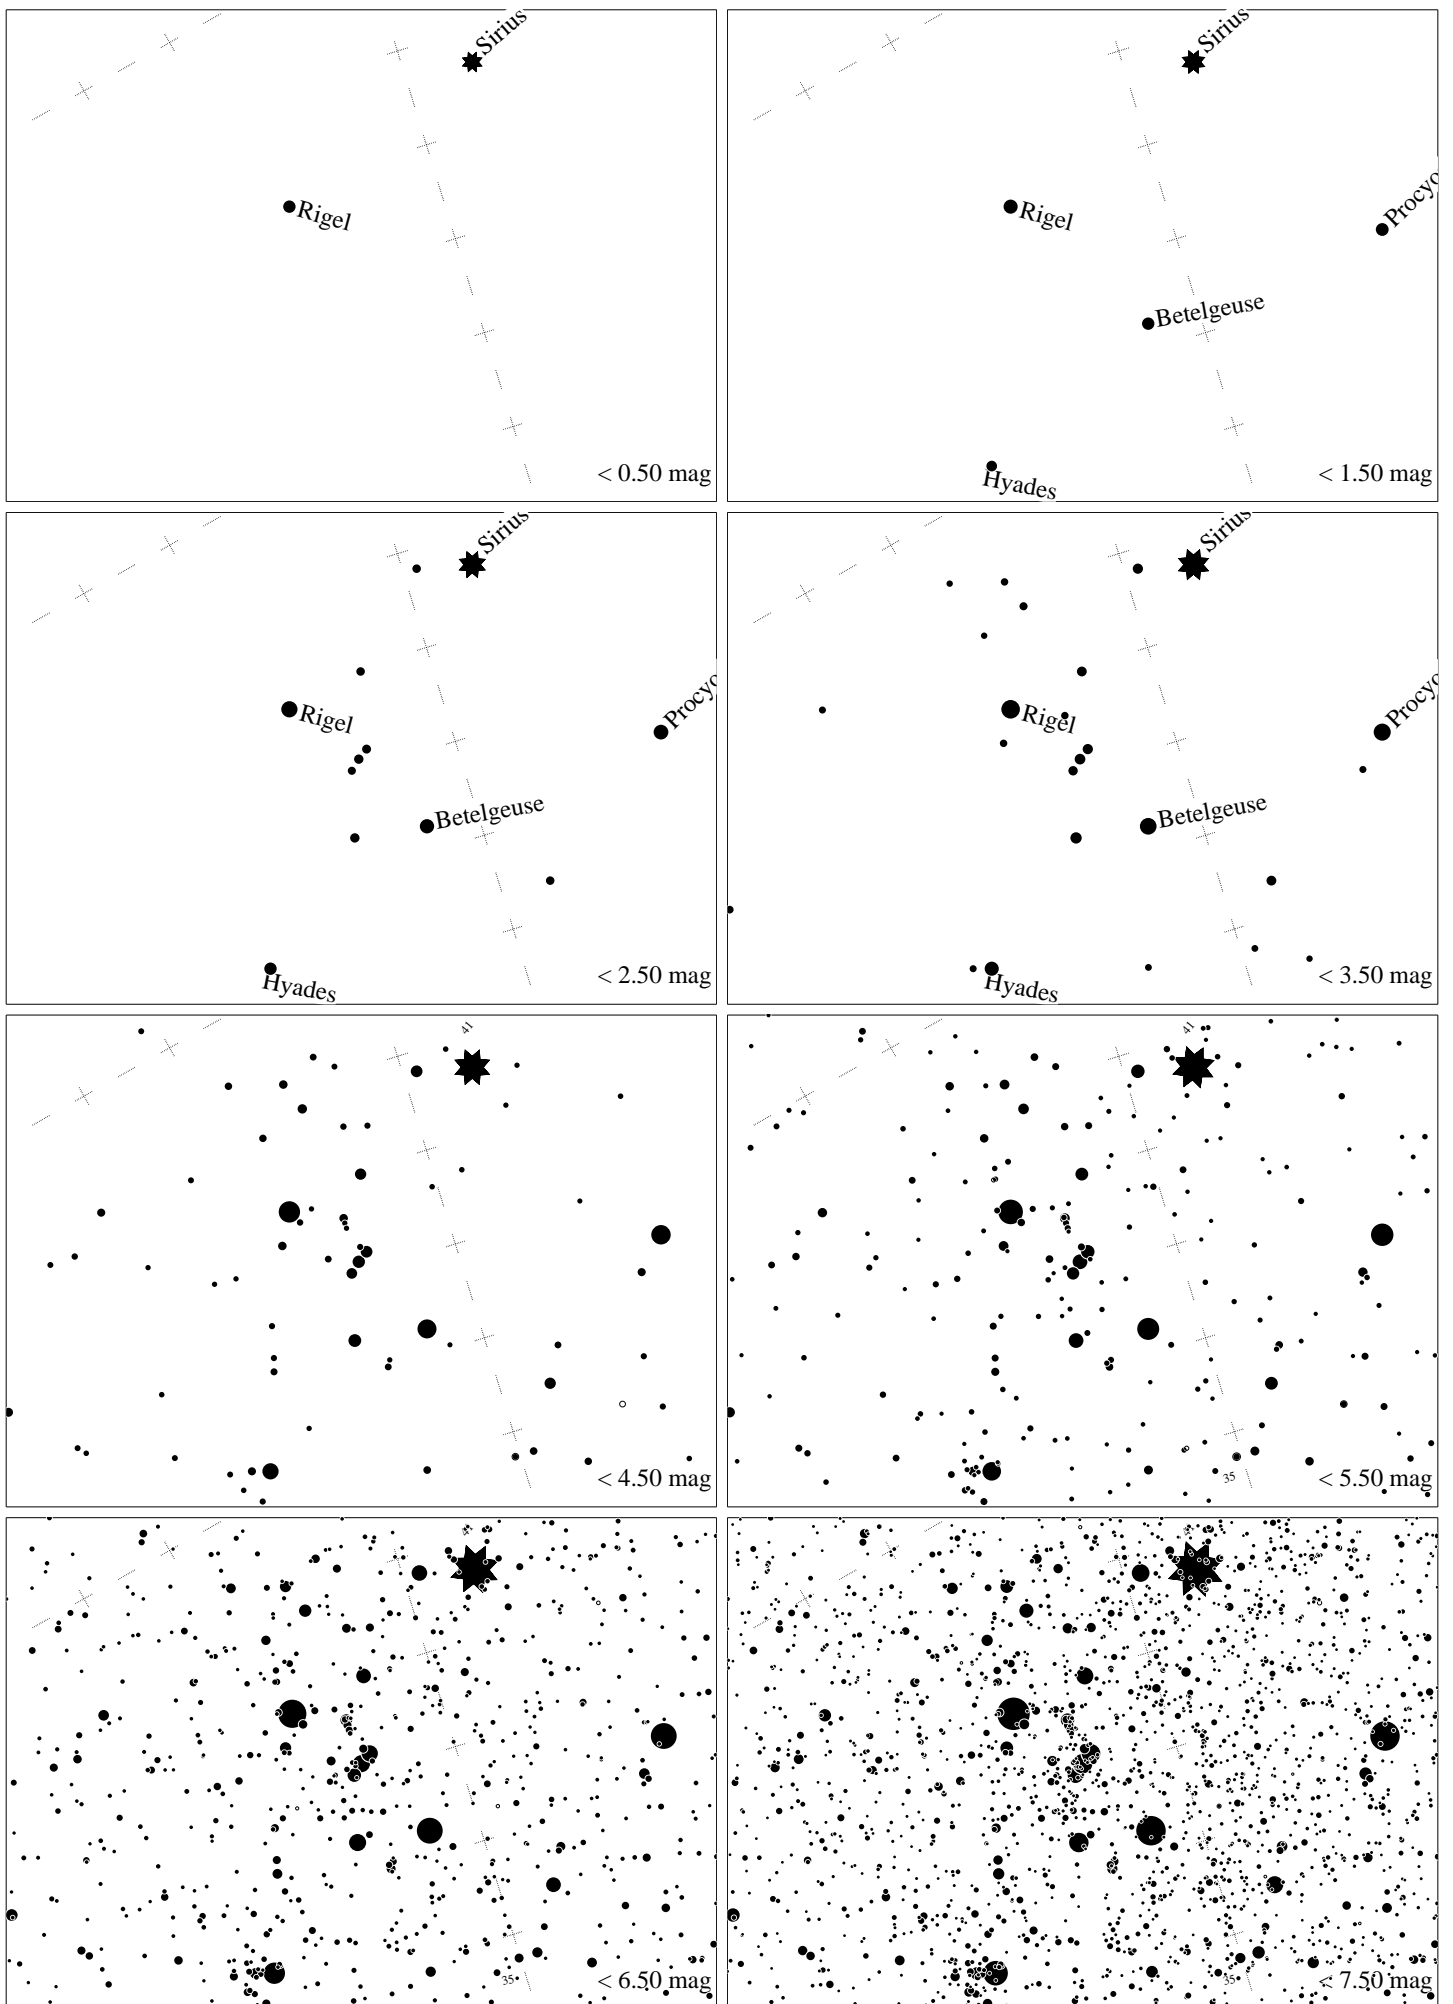 Sirius
Rigel
< 0.50 mag
Sirius
Procyo
Rigel
Betelgeuse
Hyades
< 1.50 mag
Sirius
Procyo
Rigel
Betelgeuse
Hyades
< 2.50 mag
Sirius
Procyo
Rigel
Betelgeuse
Hyades
< 3.50 mag
41
< 4.50 mag
41
35
< 5.50 mag
41
35
< 6.50 mag
35
< 7.50 mag